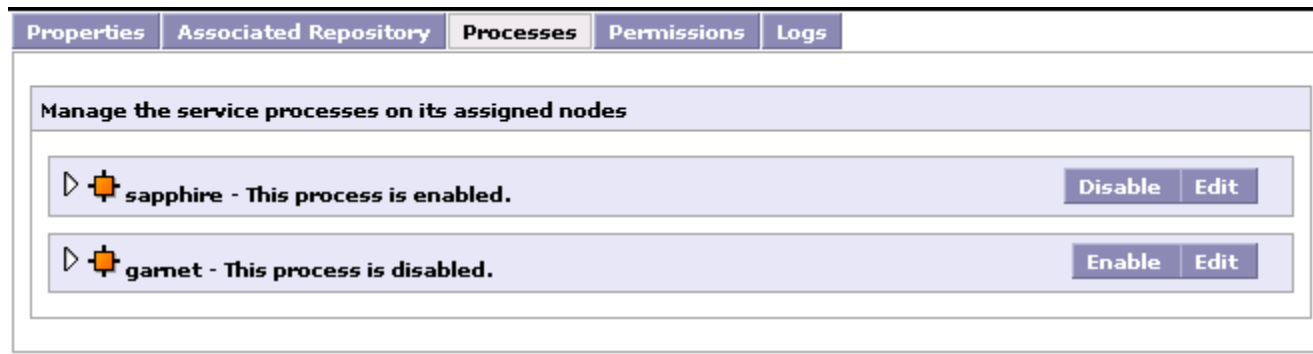 Properties Associated Repository Processes Permissions Logs
Manage the service processes on its assigned nodes
sapphire - This process is enabled. Disable Edit
garnet - This process is disabled. Enable Edit